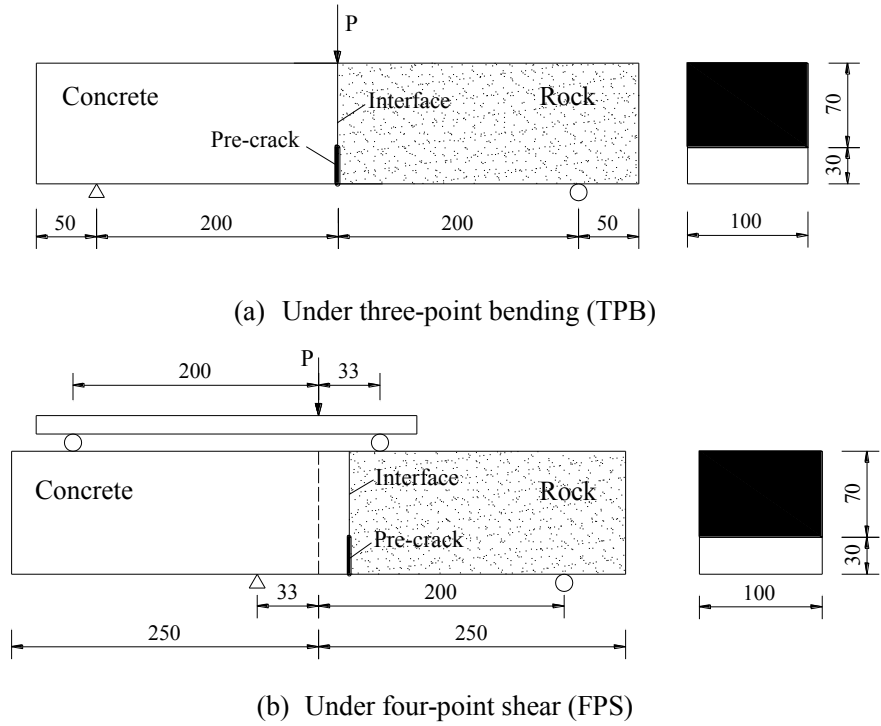 P
Concrete
Interface
Rock
Pre-crack
70
30
50
200
200
50
100
(a) Under three-point bending (TPB)
P
200
33
Concrete
Interface
Rock
Pre-crack
70
30
33
200
100
250
250
(b) Under four-point shear (FPS)